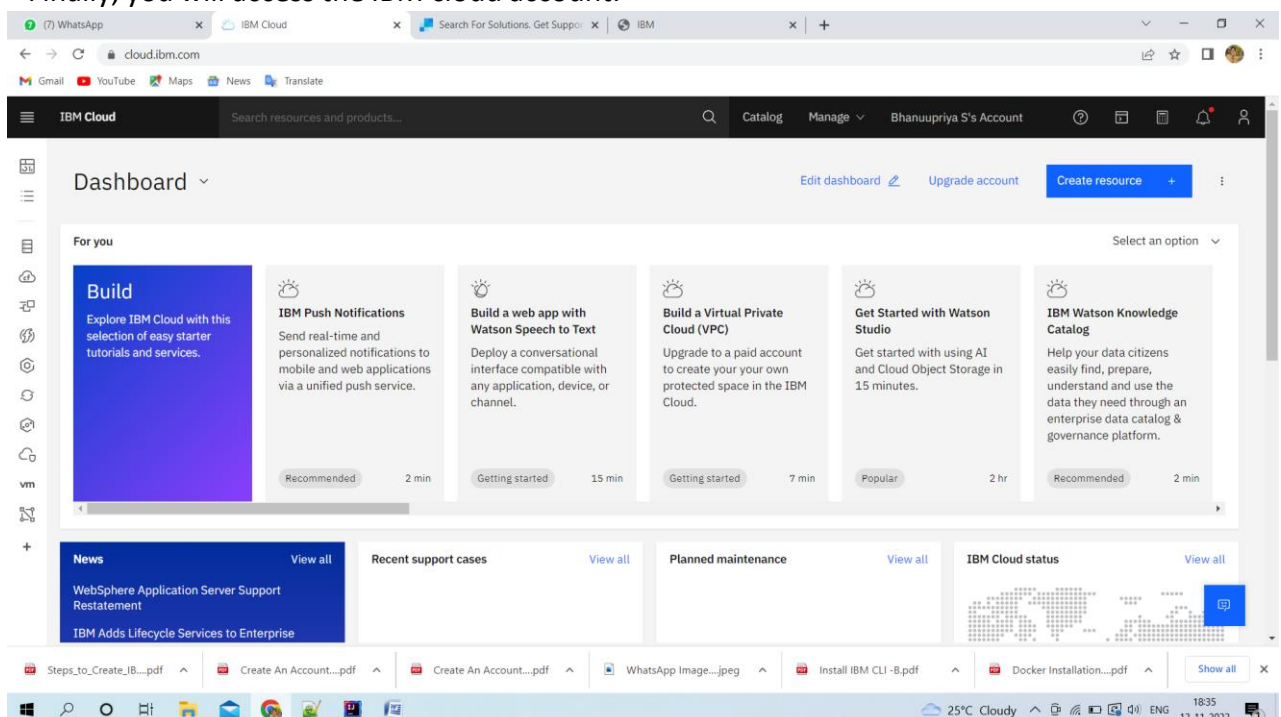 Finally, you will access the IBM cloud account.
(7) WhatsApp
IBM Cloud
Search For Solutions. Get Suppor
IBM
cloud.ibm.com
Gmail
YouTube
Maps
News
Translate
IBM Cloud
Search resources and products...
Catalog
Manage
Bhanuupriya S's Account
Dashboard
Edit dashboard
Upgrade account
Create resource +
For you
Select an option
Build
Explore IBM Cloud with this
selection of easy starter
tutorials and services.
IBM Push Notifications
Send real-time and
personalized notifications to
mobile and web applications
via a unified push service.
Recommended
2 min
Build a web app with
Watson Speech to Text
Deploy a conversational
interface compatible with
any application, device, or
channel.
Getting started
15 min
Build a Virtual Private
Cloud (VPC)
Upgrade to a paid account
to create your your own
protected space in the IBM
Cloud.
Getting started
7 min
Get Started with Watson
Studio
Get started with using AI
and Cloud Object Storage in
15 minutes.
Popular
2 hr
IBM Watson Knowledge
Catalog
Help your data citizens
easily find, prepare,
understand and use the
data they need through an
enterprise data catalog &
governance platform.
Recommended
2 min
vm
News
View all
WebSphere Application Server Support
Restatement
IBM Adds Lifecycle Services to Enterprise
Recent support cases
View all
Planned maintenance
View all
IBM Cloud status
View all
Steps_to_Create_IB....pdf
Create An Account....pdf
Create An Account....pdf
WhatsApp Image....jpeg
Install IBM CLI -B.pdf
Docker Installation....pdf
Show all
25°C Cloudy
ENG
18:35
12-11-2022